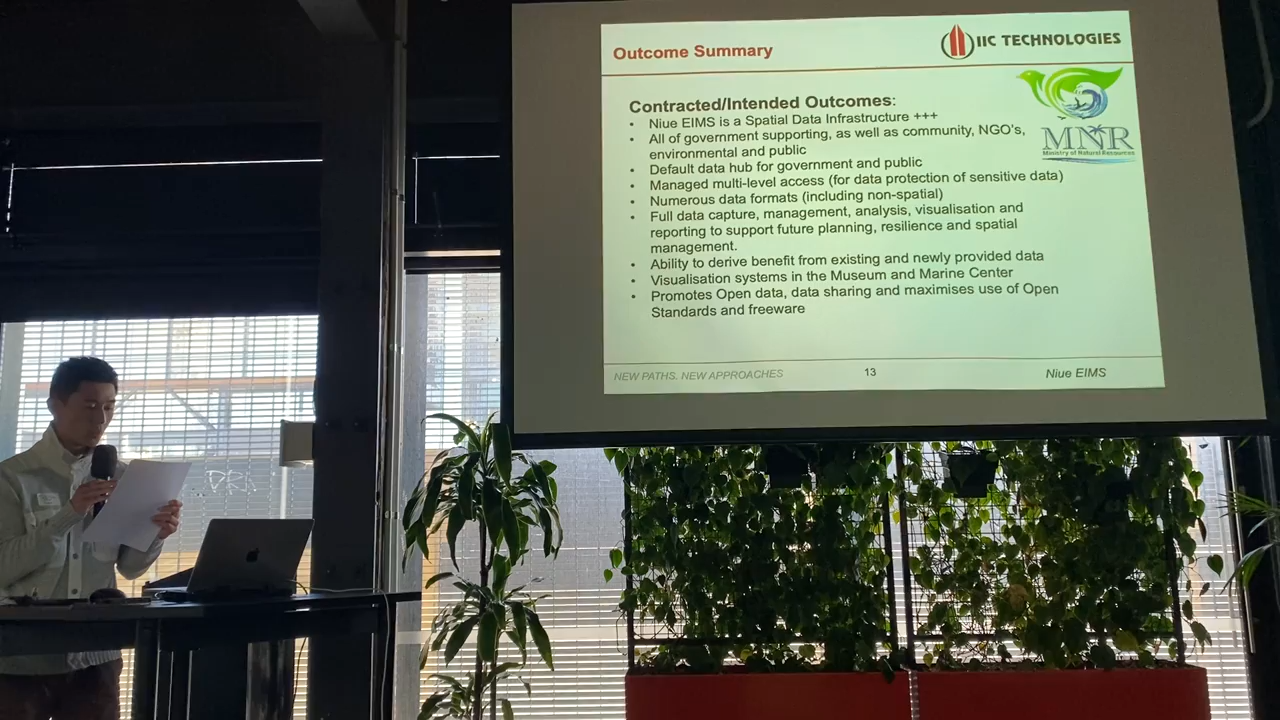 Outcome Summary
IIC TECHNOLOGIES
Contracted/Intended Outcomes:
• Niue EIMS is a Spatial Data Infrastructure +++
• All of government supporting, as well as community, NGO's,
environmental and public
• Default data hub for government and public
• Managed multi-level access (for data protection of sensitive data)
• Numerous data formats (including non-spatial)
• Full data capture, management, analysis, visualisation and
reporting to support future planning, resilience and spatial
management.
• Ability to derive benefit from existing and newly provided data
• Visualisation systems in the Museum and Marine Center
• Promotes Open data, data sharing and maximises use of Open
Standards and freeware
MNR
Ministry of Natural Resources
NEW PATHS. NEW APPROACHES
13
Niue EIMS
DRA